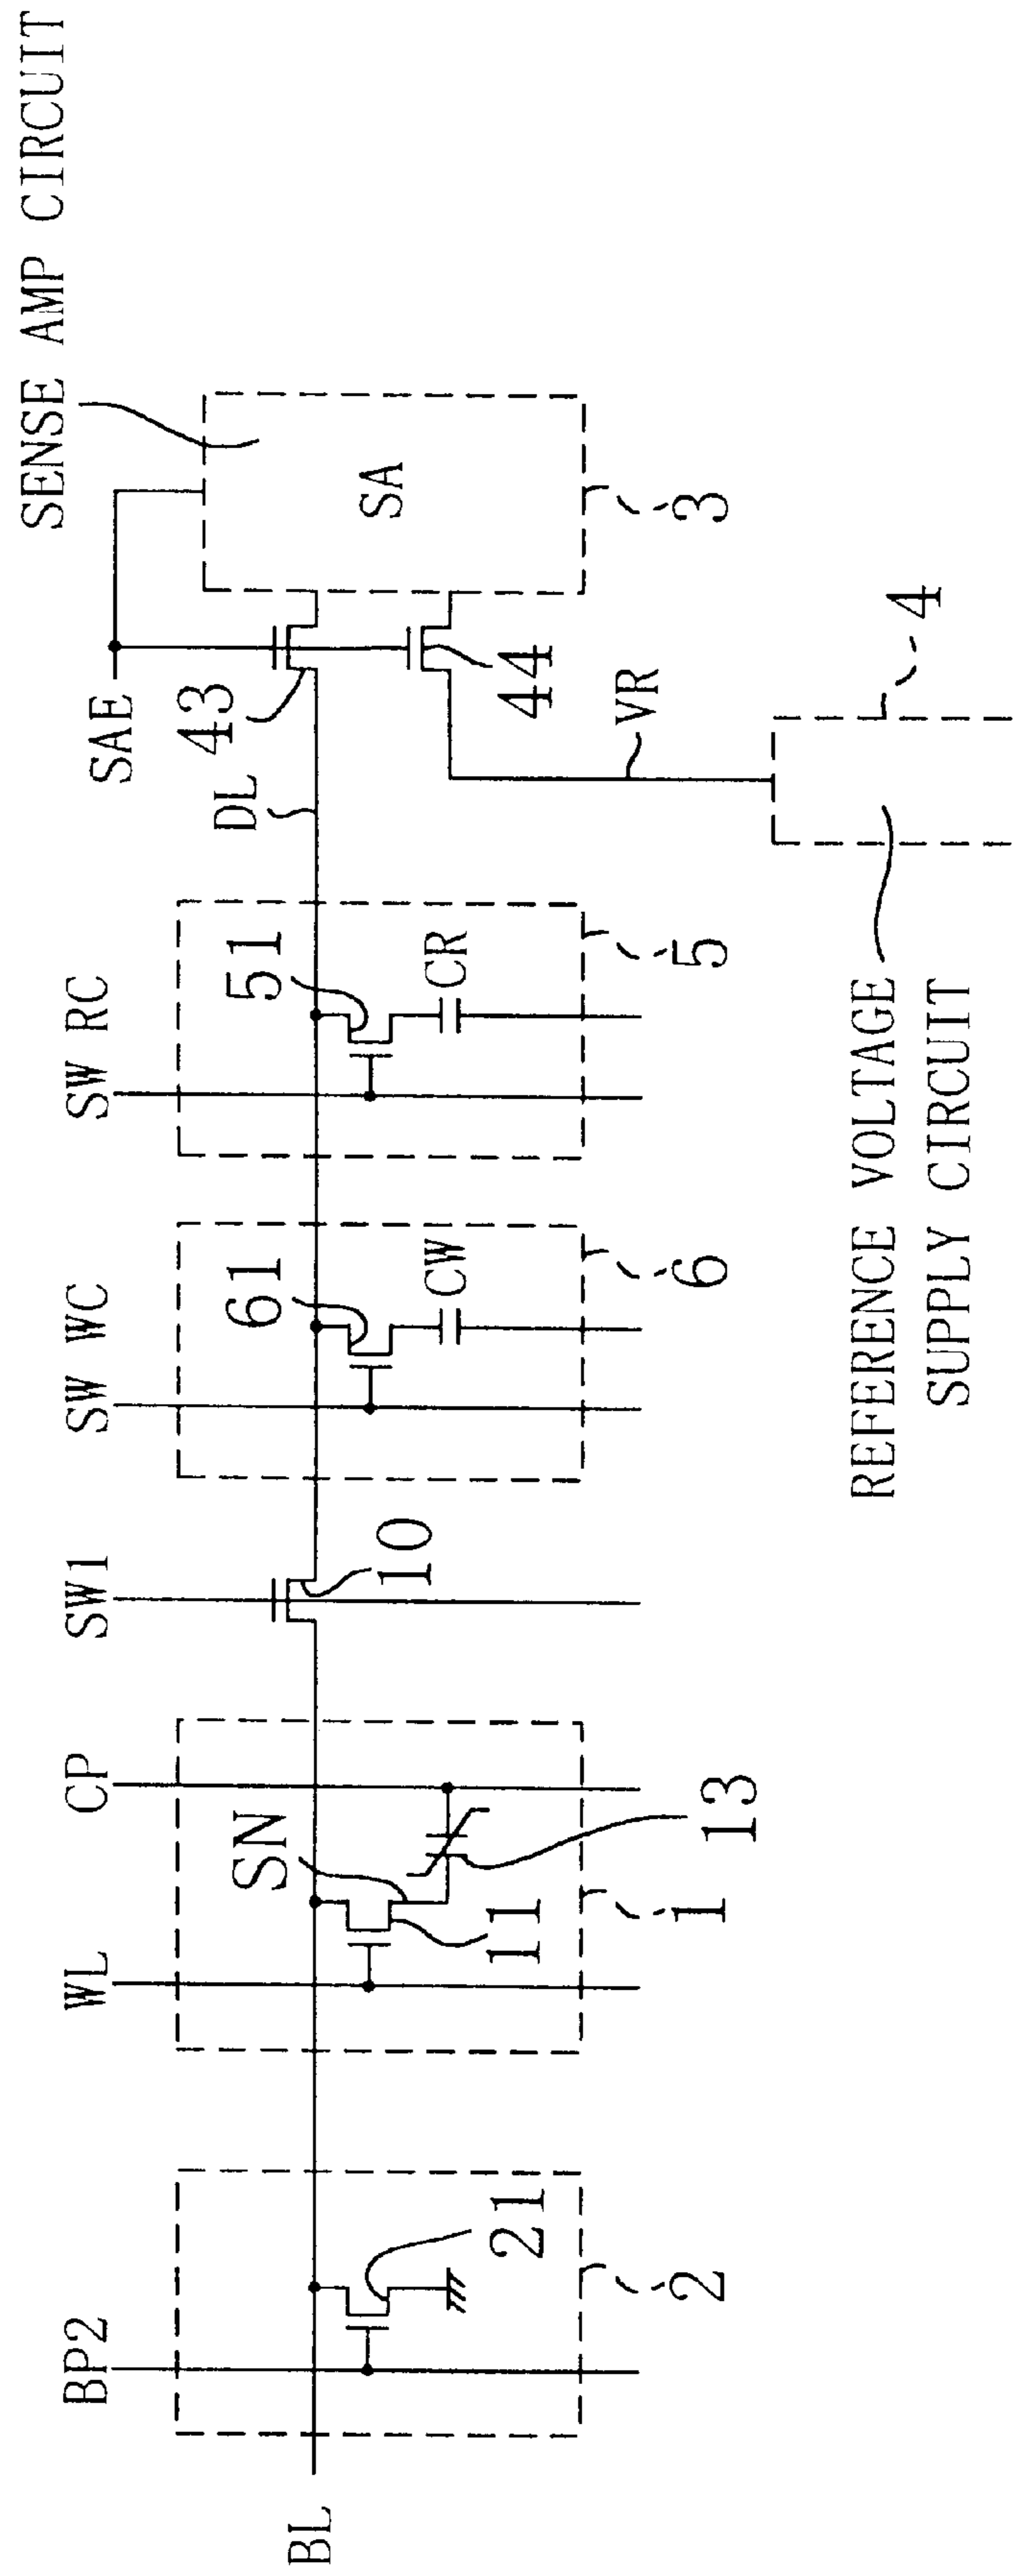 SENSE AMP CIRCUIT
BP2
WL
CP
SW1
SW WC
SW RC
SAE
BL
SN
DL
43
SA
21
11
13
10
61
CW
51
CR
44
VR
2
1
6
5
3
4
REFERENCE VOLTAGE
SUPPLY CIRCUIT